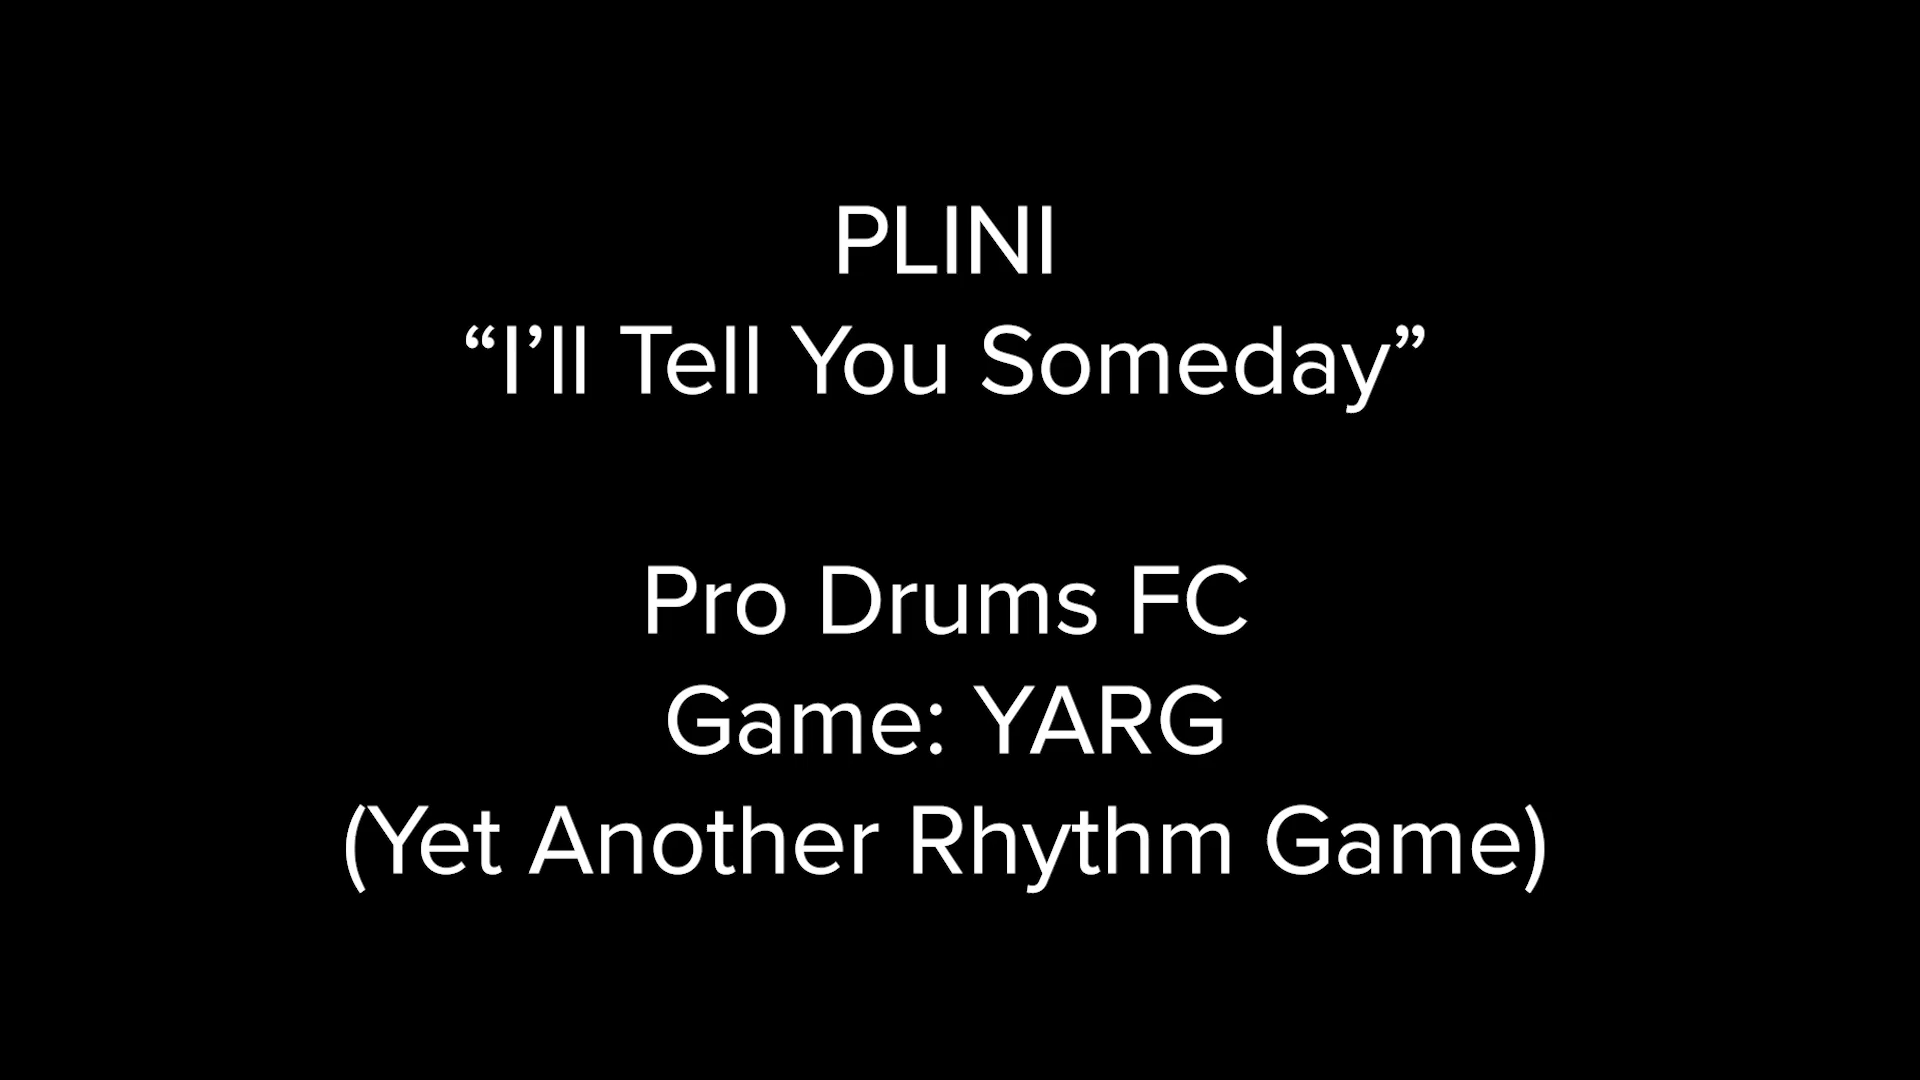 PLINI
“I’ll Tell You Someday”
Pro Drums FC
Game: YARG
(Yet Another Rhythm Game)